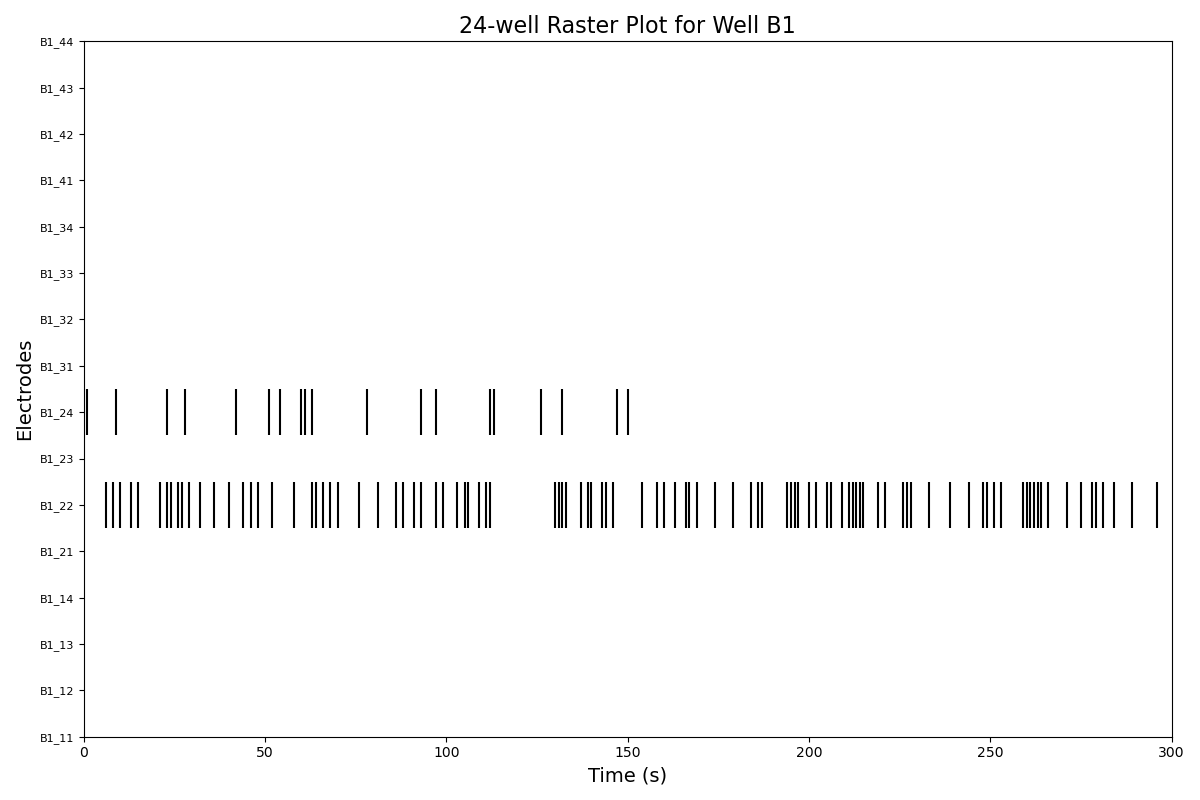 24-well Raster Plot for Well B1
Electrodes
B1_44
B1_43
B1_42
B1_41
B1_34
B1_33
B1_32
B1_31
B1_24
B1_23
B1_22
B1_21
B1_14
B1_13
B1_12
B1_11
0 50 100 150 200 250 300
Time (s)